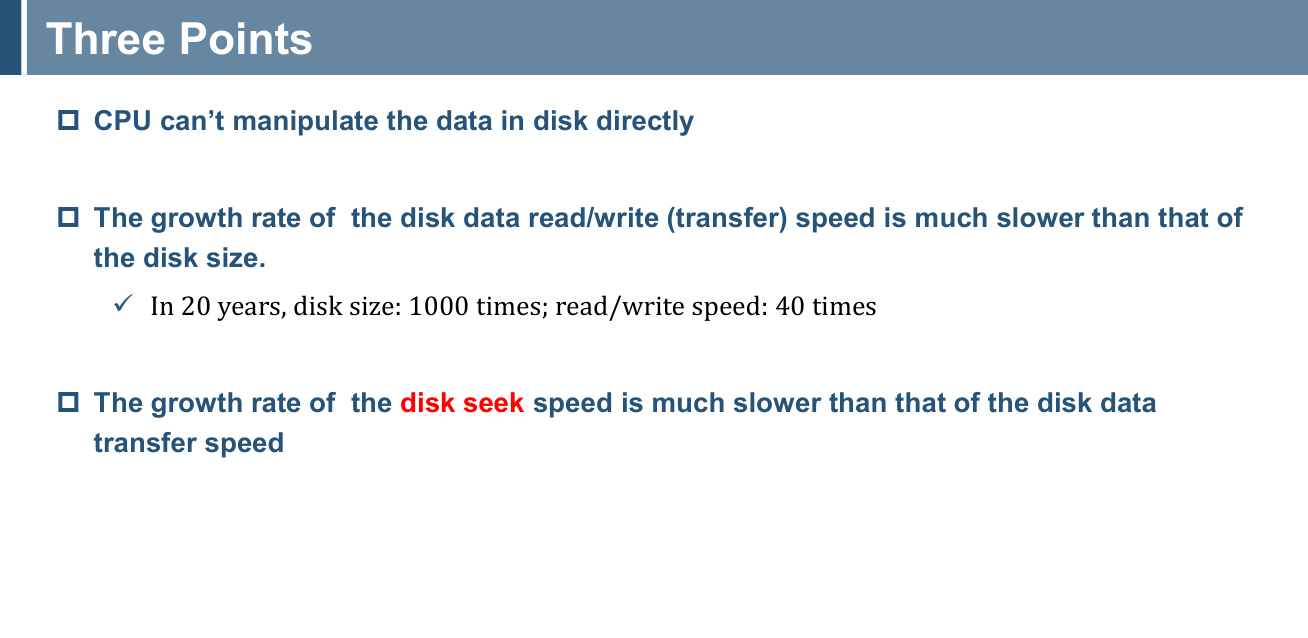 Three Points
CPU can’t manipulate the data in disk directly
The growth rate of  the disk data read/write (transfer) speed is much slower than that of
the disk size.
In 20 years, disk size: 1000 times; read/write speed: 40 times
The growth rate of  the disk seek speed is much slower than that of the disk data
transfer speed